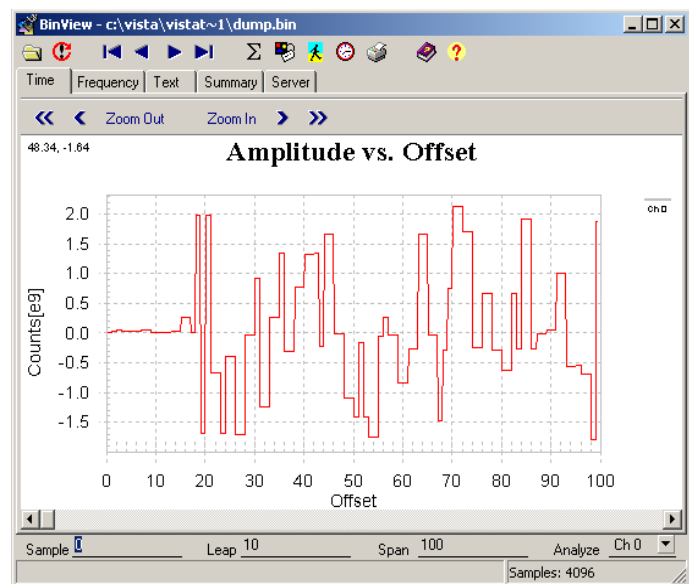 BinView - c:\vista\vistat~1\dump.bin
Time Frequency Text Summary Server
Zoom Out Zoom In
48.34, -1.64
Amplitude vs. Offset
ch 0
2.0
1.5
1.0
0.5
0.0
-0.5
-1.0
-1.5
Counts[e9]
0 10 20 30 40 50 60 70 80 90 100
Offset
Sample 0 Leap 10 Span 100 Analyze Ch 0
Samples: 4096